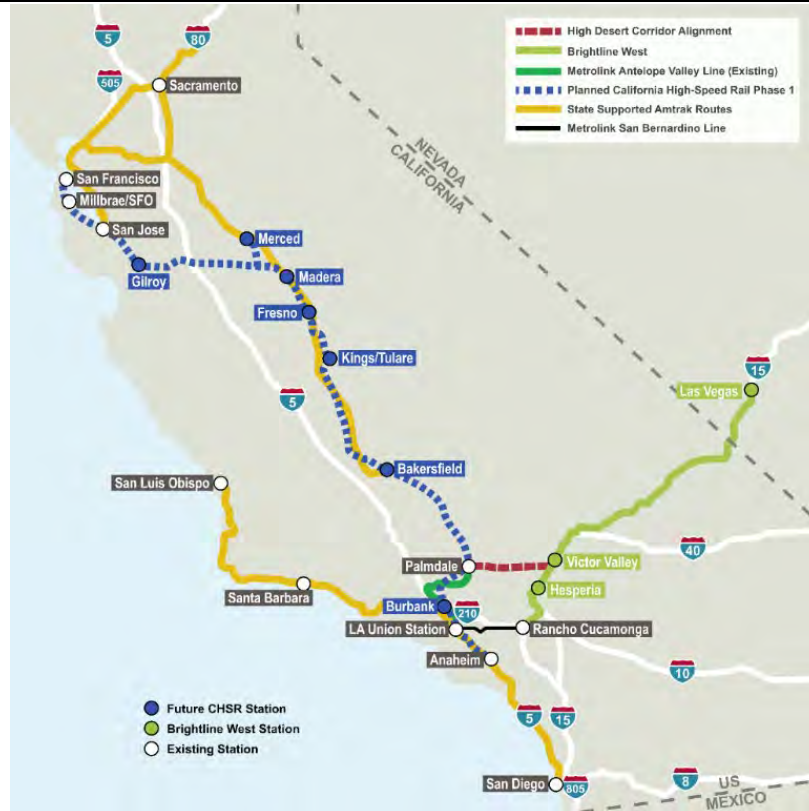 5
80
505
Sacramento
High Desert Corridor Alignment
Brightline West
Metrolink Antelope Valley Line (Existing)
Planned California High-Speed Rail Phase 1
State Supported Amtrak Routes
Metrolink San Bernardino Line
NEVADA
CALIFORNIA
San Francisco
Millbrae/SFO
San Jose
Gilroy
Merced
Madera
Fresno
Kings/Tulare
5
15
Las Vegas
Bakersfield
San Luis Obispo
40
Palmdale
Victor Valley
Santa Barbara
Hesperia
Burbank
210
LA Union Station
Rancho Cucamonga
Anaheim
10
Future CHSR Station
Brightline West Station
Existing Station
5
15
San Diego
805
8
US
MEXICO